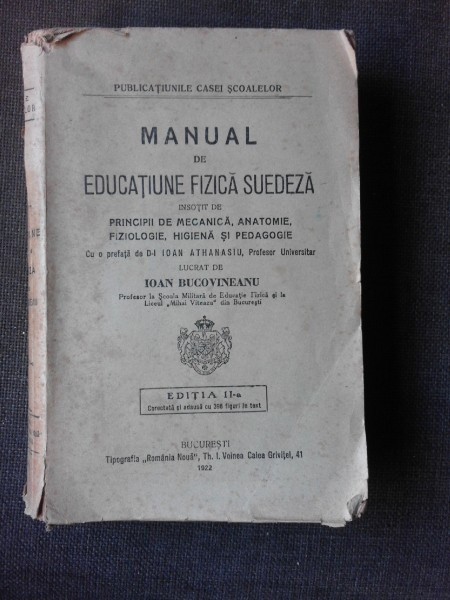 PUBLICAȚIUNILE CASEI ȘCOALELOR
MANUAL
DE
EDUCAȚIUNE FIZICĂ SUEDEZĂ
INSOȚIT DE
PRINCIPII DE MECANICĂ, ANATOMIE,
FIZIOLOGIE, HIGIENĂ ȘI PEDAGOGIE
Cu o prefață de D-l IOAN ATHANASIU, Profesor Universitar
LUCRAT DE
IOAN BUCOVINEANU
Profesor la Școala Militară de Educație Fizică și la
Liceul „Mihai Viteazu" din București
EDIȚIA II-a
Corectată și adausă cu 398 figuri în text
BUCUREȘTI
Tipografia „România Nouă", Th. I. Voinea Calea Griviței, 41
1922